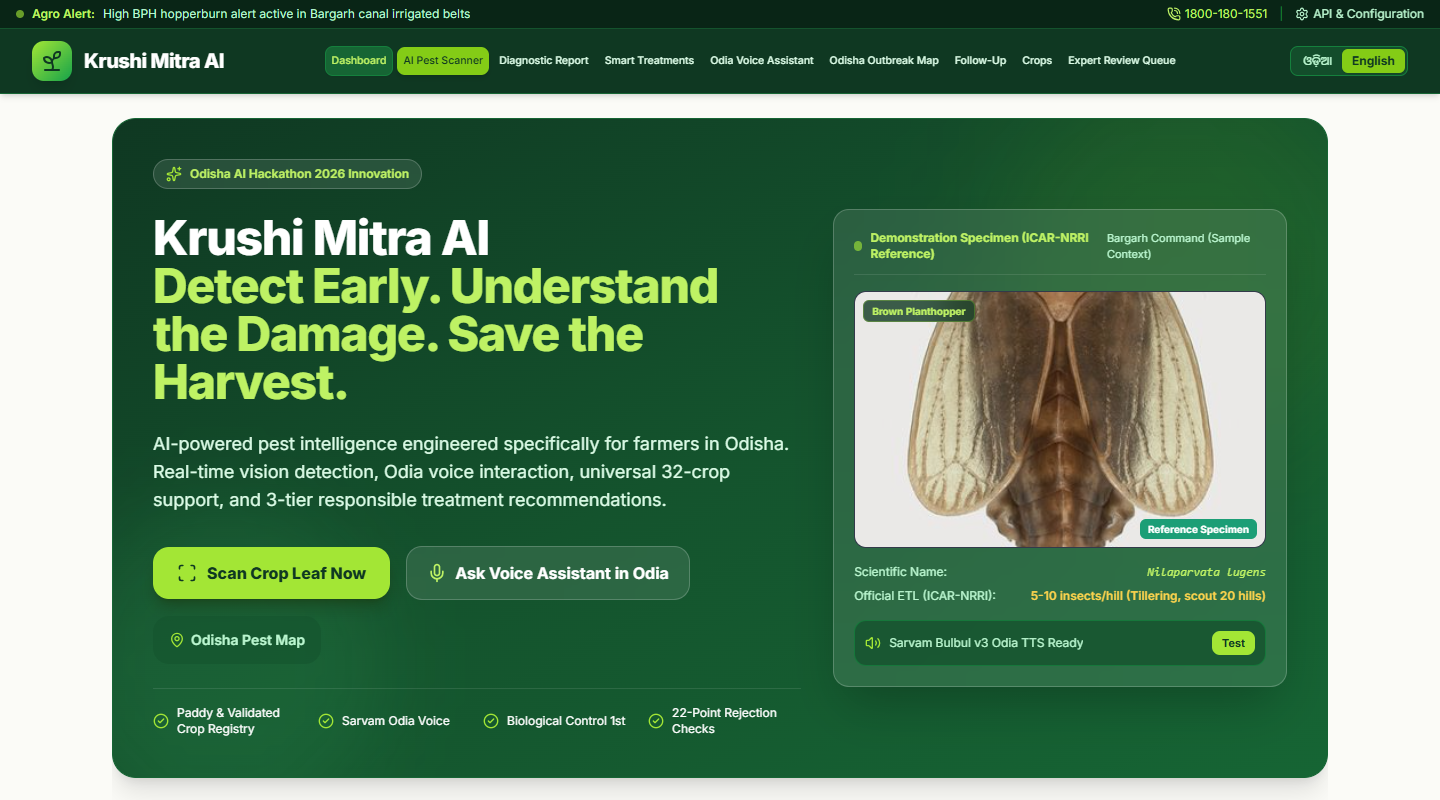 Agro Alert: High BPH hopperburn alert active in Bargarh canal irrigated belts
1800-180-1551
API & Configuration
Krushi Mitra AI
Dashboard
AI Pest Scanner
Diagnostic Report
Smart Treatments
Odia Voice Assistant
Odisha Outbreak Map
Follow-Up
Crops
Expert Review Queue
ଓଡ଼ିଆ
English
Odisha AI Hackathon 2026 Innovation
Krushi Mitra AI
Detect Early. Understand
the Damage. Save the
Harvest.
AI-powered pest intelligence engineered specifically for farmers in Odisha.
Real-time vision detection, Odia voice interaction, universal 32-crop
support, and 3-tier responsible treatment recommendations.
Scan Crop Leaf Now
Ask Voice Assistant in Odia
Odisha Pest Map
Paddy & Validated
Crop Registry
Sarvam Odia Voice
Biological Control 1st
22-Point Rejection
Checks
Demonstration Specimen (ICAR-NRRI
Reference)
Bargarh Command (Sample
Context)
Brown Planthopper
Reference Specimen
Scientific Name:
Nilaparvata lugens
Official ETL (ICAR-NRRI):
5-10 insects/hill (Tillering, scout 20 hills)
Sarvam Bulbul v3 Odia TTS Ready
Test